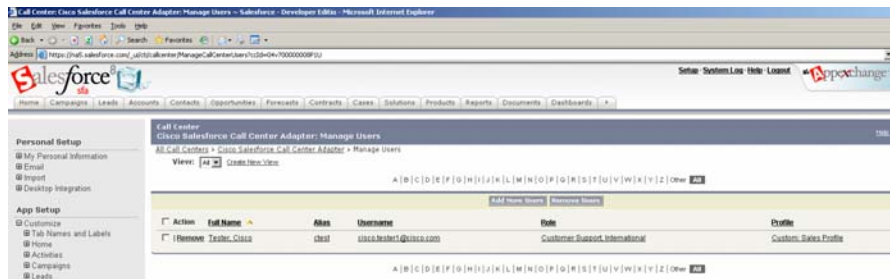 Call Center: Cisco Salesforce Call Center Adapter: Manage Users ~ Salesforce - Developer Editio - Microsoft Internet Explorer
File Edit View Favorites Tools Help
Back Search Favorites
Address
salesforce sfa
Setup · System Log · Help · Logout
Appexchange
Home Campaigns Leads Accounts Contacts Opportunities Forecasts Contracts Cases Solutions Products Reports Documents Dashboards
Personal Setup
My Personal Information
Email
Import
Desktop Integration
App Setup
Customize
Tab Names and Labels
Home
Activities
Campaigns
Leads
Call Center
Cisco Salesforce Call Center Adapter: Manage Users
All Call Centers > Cisco Salesforce Call Center Adapter > Manage Users
View: All Create New View
A | B | C | D | E | F | G | H | I | J | K | L | M | N | O | P | Q | R | S | T | U | V | W | X | Y | Z | Other All
Add More Users Remove Users
Action Full Name Alias Username Role Profile
Remove Tester, Cisco ctest cisco.tester1@cisco.com Customer Support, International Custom: Sales Profile
A | B | C | D | E | F | G | H | I | J | K | L | M | N | O | P | Q | R | S | T | U | V | W | X | Y | Z | Other All